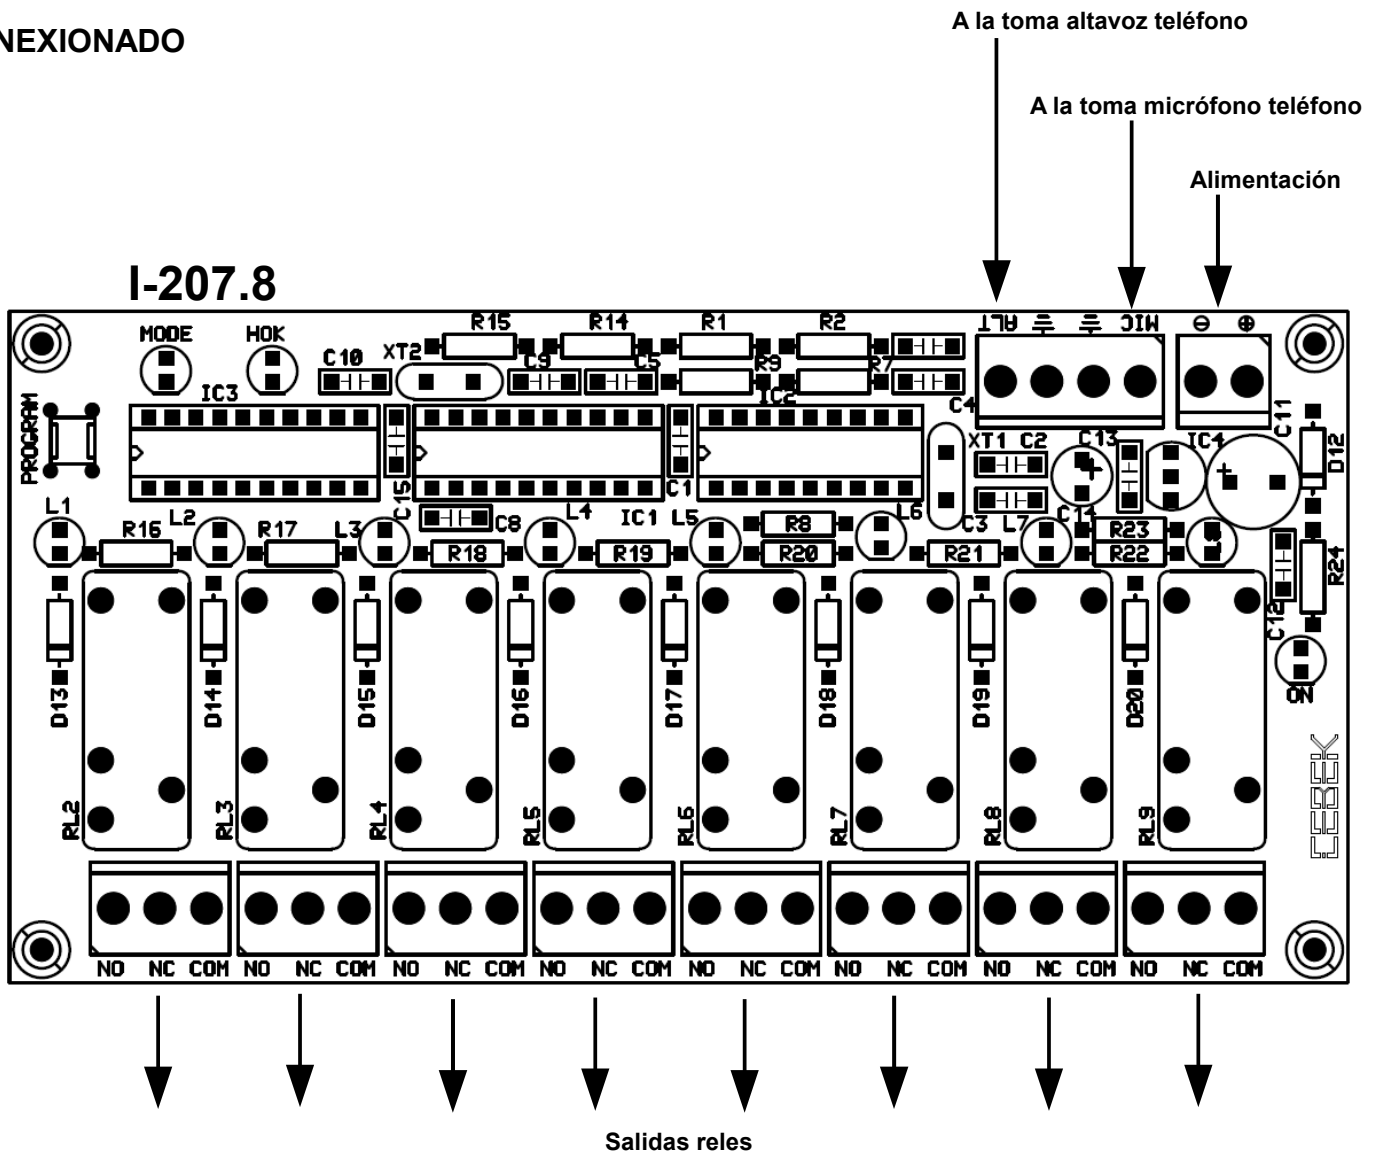 NEXIONADO
A la toma altavoz teléfono
A la toma micrófono teléfono
Alimentación
I-207.8
MODE HOK R15 R14 R1 R2 ALT MIC
C10 XT2 C9 C5 R9 R7
IC3 IC2 C4 C11
PROGRAM XT1 C2 C13 IC4 D12
L1 C15 C1
L2 C8 L4 IC1 L5 L6 C3 L7 C14
R16 R17 L3 R18 R19 R8 R20 R21 R23 R22 L8 R24
C12
D13 D14 D15 D16 D17 D18 D19 D20 ON
CEBEK
RL2 RL3 RL4 RL5 RL6 RL7 RL8 RL9
NO NC COM NO NC COM NO NC COM NO NC COM NO NC COM NO NC COM NO NC COM NO NC COM
Salidas reles